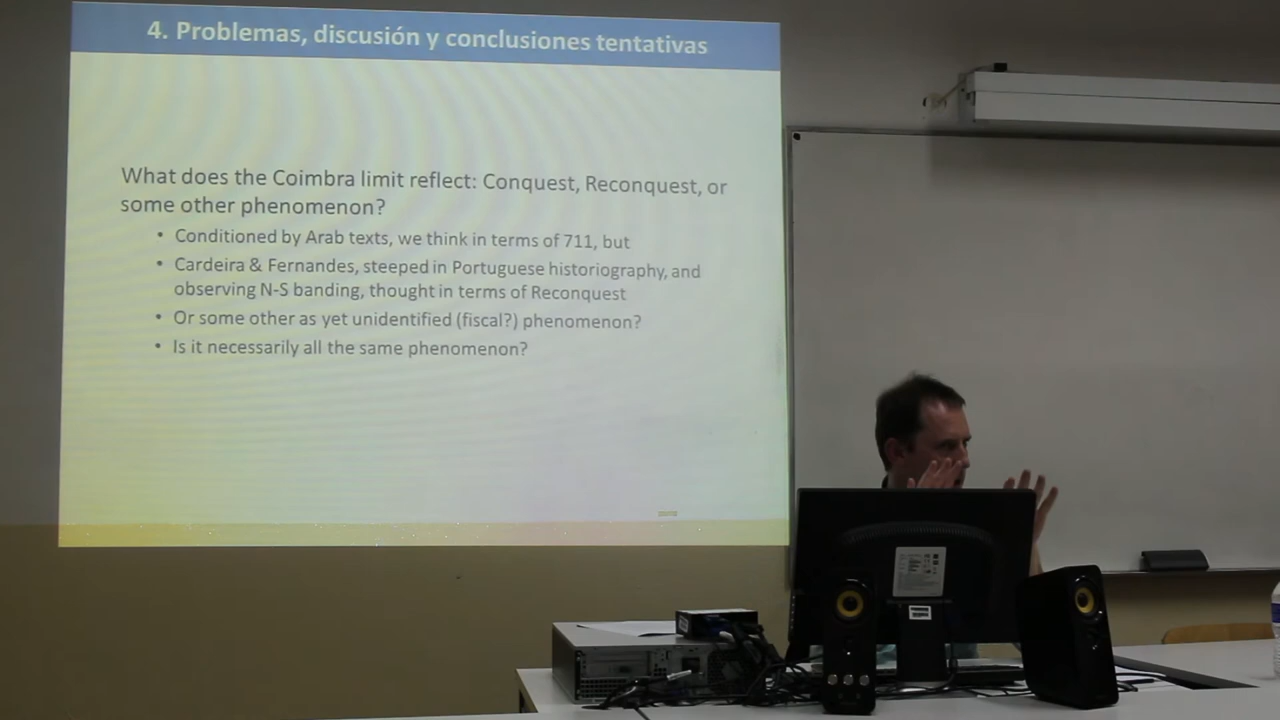 4. Problemas, discusión y conclusiones tentativas
What does the Coimbra limit reflect: Conquest, Reconquest, or
some other phenomenon?
• Conditioned by Arab texts, we think in terms of 711, but
• Cardeira & Fernandes, steeped in Portuguese historiography, and
observing N-S banding, thought in terms of Reconquest
• Or some other as yet unidentified (fiscal?) phenomenon?
• Is it necessarily all the same phenomenon?